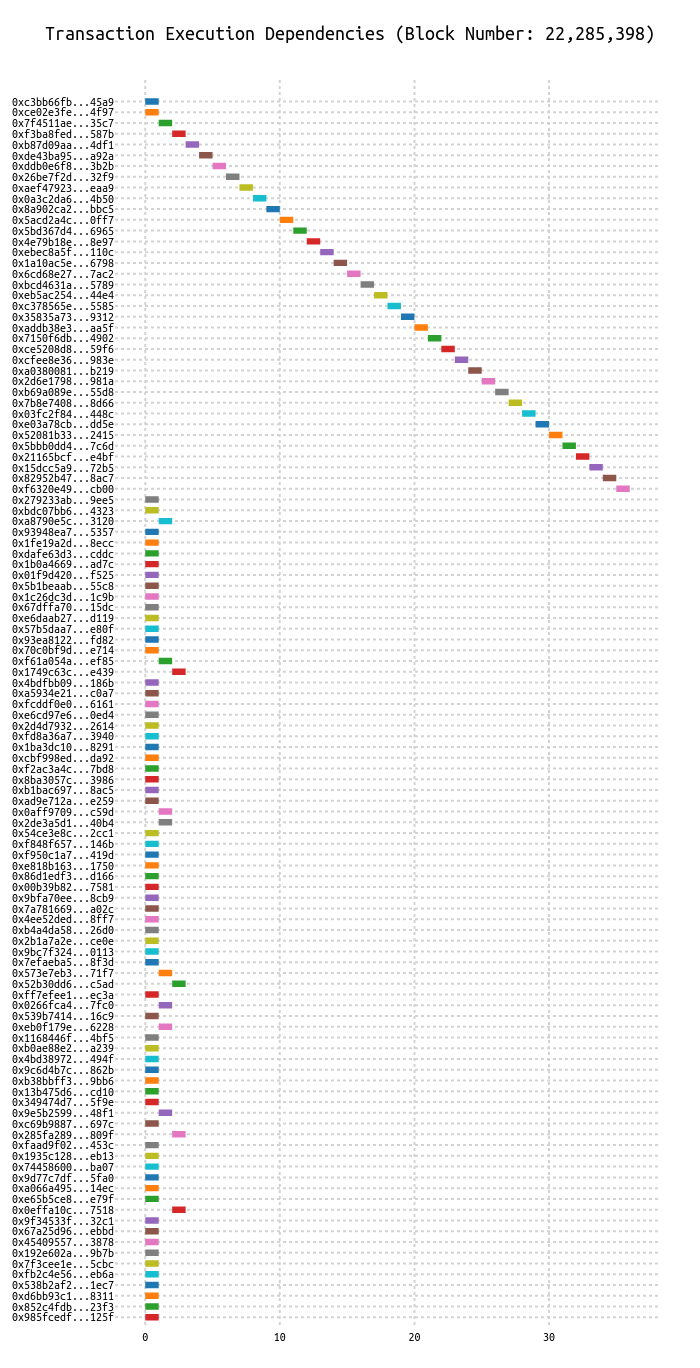 Transaction Execution Dependencies (Block Number: 22,285,398)
0xc3bb66fb...45a9
0xce02e3fe...4f97
0x7f4511ae...35c7
0xf3ba8fed...587b
0xb87d09aa...4df1
0xde43ba95...a92a
0xddb0e6f8...3b2b
0x26be7f2d...32f9
0xaef47923...eaa9
0x0a3c2da6...4b50
0x8a902ca2...bbc5
0x5acd2a4c...0ff7
0x5bd367d4...6965
0x4e79b18e...8e97
0xebec8a5f...110c
0x1a10ac5e...6798
0x6cd68e27...7ac2
0xbcd4631a...5789
0xeb5ac254...44e4
0xc378565e...5585
0x35835a73...9312
0xaddb38e3...aa5f
0x7150f6db...4902
0xce5208d8...59f6
0xcfee8e36...983e
0xa0380081...b219
0x2d6e1798...981a
0xb69a089e...55d8
0x7b8e7408...8d66
0x03fc2f84...448c
0xe03a78cb...dd5e
0x52081b33...2415
0x5bbb0dd4...7c6d
0x21165bcf...e4bf
0x15dcc5a9...72b5
0x82952b47...8ac7
0xf6320e49...cb00
0x279233ab...9ee5
0xbdc07bb6...4323
0xa8790e5c...3120
0x93948ea7...5357
0x1fe19a2d...8ecc
0xdafe63d3...cddc
0x1b0a4669...ad7c
0x01f9d420...f525
0x5b1beaab...55c8
0x1c26dc3d...1c9b
0x67dffa70...15dc
0xe6daab27...d119
0x57b5daa7...e80f
0x93ea8122...fd82
0x70c0bf9d...e714
0xf61a054a...ef85
0x1749c63c...e439
0x4bdfbb09...186b
0xa5934e21...c0a7
0xfcddf0e0...6161
0xe6cd97e6...0ed4
0x2d4d7932...2614
0xfd8a36a7...3940
0x1ba3dc10...8291
0xcbf998ed...da92
0xf2ac3a4c...7bd8
0x8ba3057c...3986
0xb1bac697...8ac5
0xad9e712a...e259
0x0aff9709...c59d
0x2de3a5d1...40b4
0x54ce3e8c...2cc1
0xf848f657...146b
0xf950c1a7...419d
0xe818b163...1750
0x86d1edf3...d166
0x00b39b82...7581
0x9bfa70ee...8cb9
0x7a781669...a02c
0x4ee52ded...8ff7
0xb4a4da58...26d0
0x2b1a7a2e...ce0e
0x9bc7f324...0113
0x7efaeba5...8f3d
0x573e7eb3...71f7
0x52b30dd6...c5ad
0xff7efee1...ec3a
0x0266fca4...7fc0
0x539b7414...16c9
0xeb0f179e...6228
0x1168446f...4bf5
0xb0ae88e2...a239
0x4bd38972...494f
0x9c6d4b7c...862b
0xb38bbff3...9bb6
0x13b475d6...cd10
0x349474d7...5f9e
0x9e5b2599...48f1
0xc69b9887...697c
0x285fa289...809f
0xfaad9f02...453c
0x1935c128...eb13
0x74458600...ba07
0x9d77c7df...5fa0
0xa066a495...14ec
0xe65b5ce8...e79f
0x0effa10c...7518
0x9f34533f...32c1
0x67a25d96...ebbd
0x45409557...3878
0x192e602a...9b7b
0x7f3cee1e...5cbc
0xfb2c4e56...eb6a
0x538b2af2...1ec7
0xd6bb93c1...8311
0x852c4fdb...23f3
0x985fcedf...125f
0 10 20 30